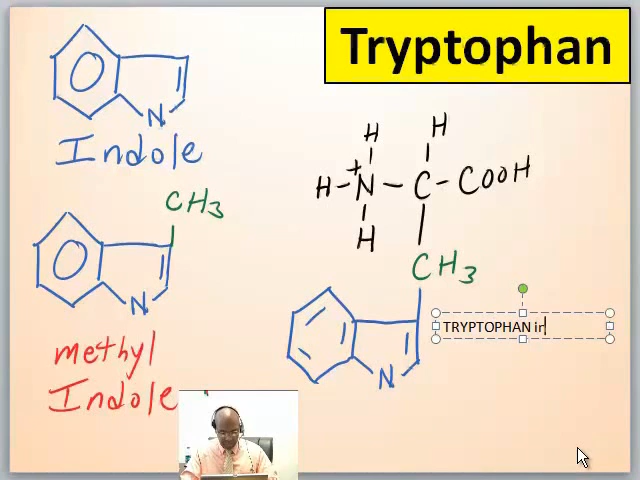 Tryptophan
N
Indole
CH3
N
methyl
Indole
H H
H-N+-C-COOH
H
CH3
N
TRYPTOPHAN in